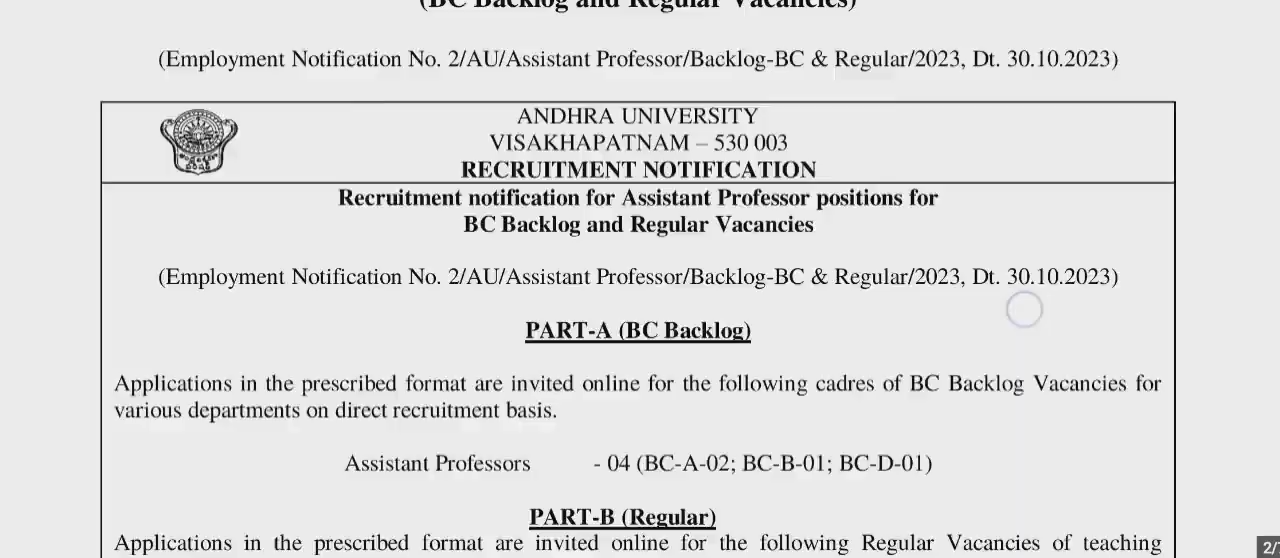 (BC Backlog and Regular Vacancies)
(Employment Notification No. 2/AU/Assistant Professor/Backlog-BC & Regular/2023, Dt. 30.10.2023)
ANDHRA UNIVERSITY
VISAKHAPATNAM – 530 003
RECRUITMENT NOTIFICATION
Recruitment notification for Assistant Professor positions for
BC Backlog and Regular Vacancies
(Employment Notification No. 2/AU/Assistant Professor/Backlog-BC & Regular/2023, Dt. 30.10.2023)
PART-A (BC Backlog)
Applications in the prescribed format are invited online for the following cadres of BC Backlog Vacancies for
various departments on direct recruitment basis.
Assistant Professors - 04 (BC-A-02; BC-B-01; BC-D-01)
PART-B (Regular)
Applications in the prescribed format are invited online for the following Regular Vacancies of teaching